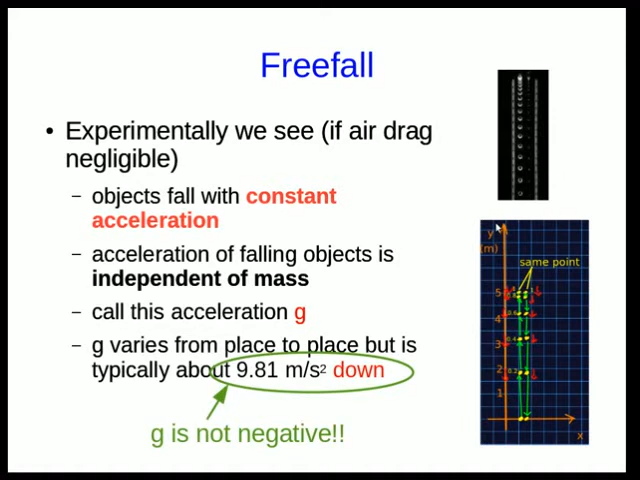 Freefall
• Experimentally we see (if air drag
negligible)
– objects fall with constant
acceleration
– acceleration of falling objects is
independent of mass
– call this acceleration g
– g varies from place to place but is
typically about 9.81 m/s² down
g is not negative!!
y
(m)
same point
5
4
3
2
1
x